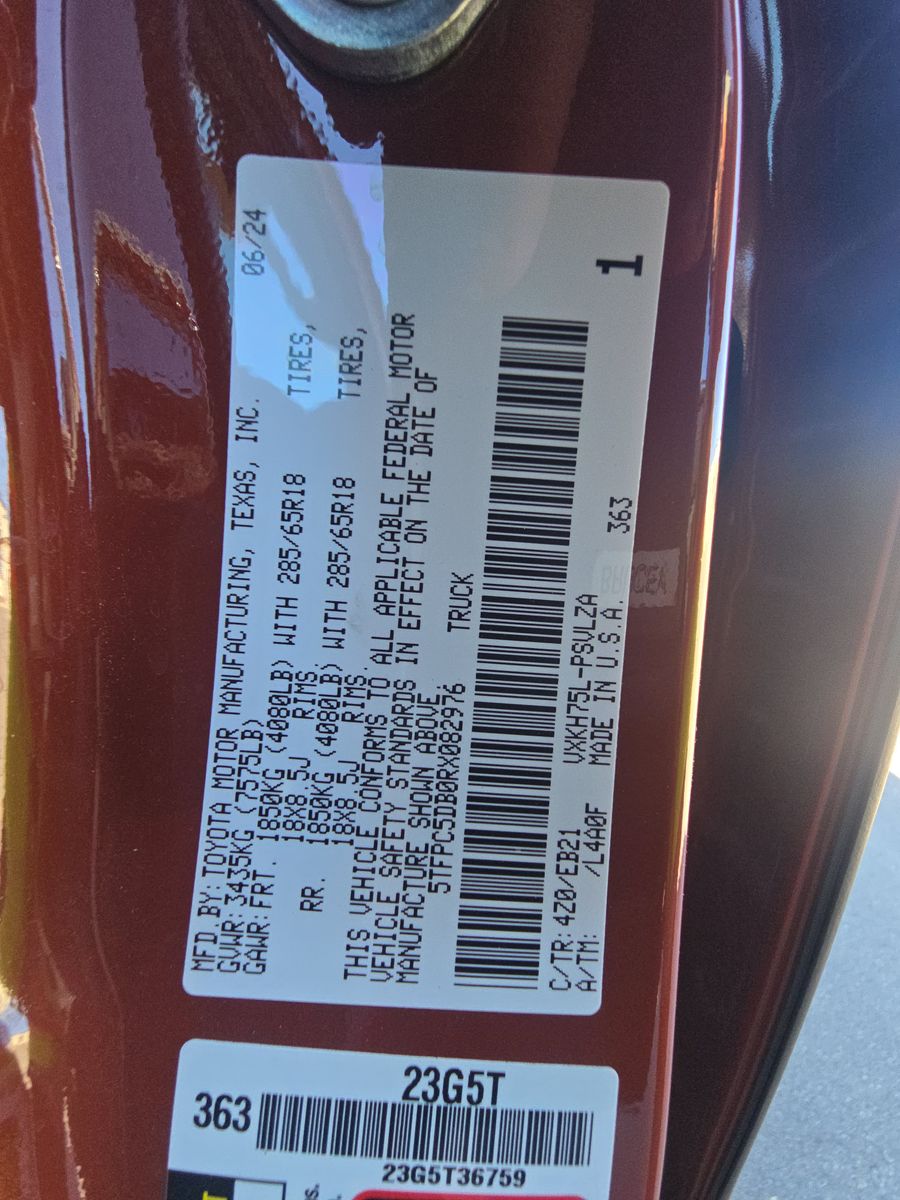 MFD BY: TOYOTA MOTOR MANUFACTURING, TEXAS, INC. 06/24
GVWR: 3435KG (7575LB)
GAWR: FRT. 1850KG (4080LB) WITH 285/65R18 TIRES,
18X8.5J RIMS.
RR. 1850KG (4080LB) WITH 285/65R18 TIRES,
18X8.5J RIMS.
THIS VEHICLE CONFORMS TO ALL APPLICABLE FEDERAL MOTOR
VEHICLE SAFETY STANDARDS IN EFFECT ON THE DATE OF
MANUFACTURE SHOWN ABOVE.
5TFPC5DB0RX082976 TRUCK
1
C/TR: 4Z0/EB21 VXKH75L-PSVLZA
A/TM: /L4A0F MADE IN U.S.A. 363
363 23G5T
23G5T36759